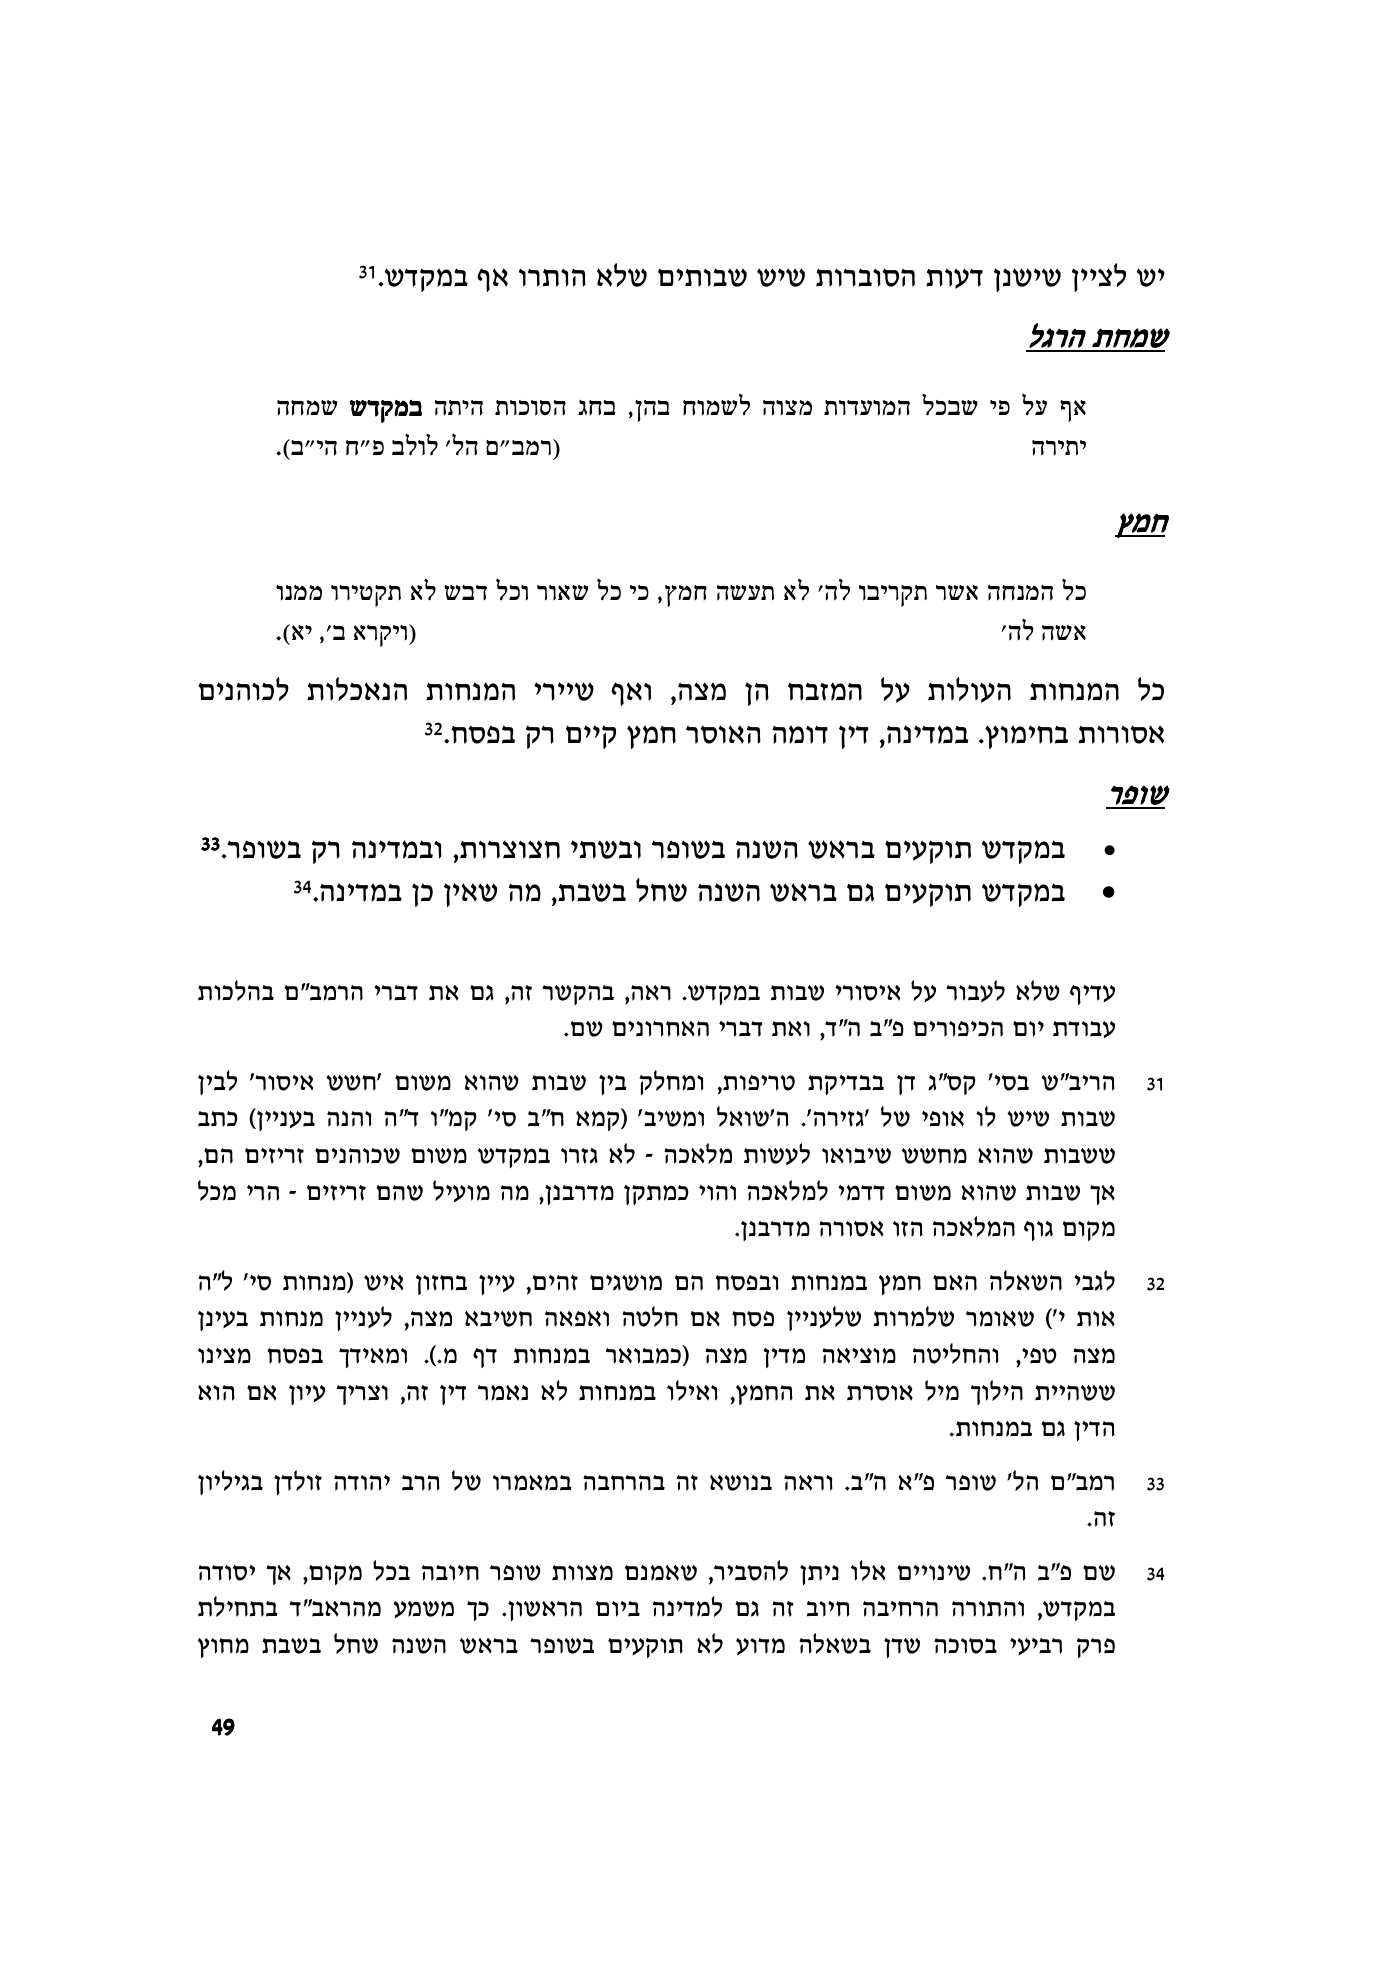 יש לציין שישנן דעות הסוברות שיש שבותים שלא הותרו אף במקדש.31
שמחת הרגל
אף על פי שבכל המועדות מצוה לשמוח בהן, בחג הסוכות היתה במקדש שמחה
יתירה (רמב״ם הל׳ לולב פ״ח הי״ב).
חמץ
כל המנחה אשר תקריבו לה׳ לא תעשה חמץ, כי כל שאור וכל דבש לא תקטירו ממנו
אשה לה׳ (ויקרא ב׳, יא).
כל המנחות העולות על המזבח הן מצה, ואף שיירי המנחות הנאכלות לכוהנים
אסורות בחימוץ. במדינה, דין דומה האוסר חמץ קיים רק בפסח.32
שופר
• במקדש תוקעים בראש השנה בשופר ובשתי חצוצרות, ובמדינה רק בשופר.33
• במקדש תוקעים גם בראש השנה שחל בשבת, מה שאין כן במדינה.34
עדיף שלא לעבור על איסורי שבות במקדש. ראה, בהקשר זה, גם את דברי הרמב״ם בהלכות
עבודת יום הכיפורים פ״ב ה״ד, ואת דברי האחרונים שם.
31 הריב״ש בסי׳ קס״ג דן בבדיקת טריפות, ומחלק בין שבות שהוא משום ׳חשש איסור׳ לבין
שבות שיש לו אופי של ׳גזירה׳. ה׳שואל ומשיב׳ (קמא ח״ב סי׳ קמ״ו ד״ה והנה בעניין) כתב
ששבות שהוא מחשש שיבואו לעשות מלאכה - לא גזרו במקדש משום שכוהנים זריזים הם,
אך שבות שהוא משום דדמי למלאכה והוי כמתקן מדרבנן, מה מועיל שהם זריזים - הרי מכל
מקום גוף המלאכה הזו אסורה מדרבנן.
32 לגבי השאלה האם חמץ במנחות ובפסח הם מושגים זהים, עיין בחזון איש (מנחות סי׳ ל״ה
אות י׳) שאומר שלמרות שלעניין פסח אם חלטה ואפאה חשיבא מצה, לעניין מנחות בעינן
מצה טפי, והחליטה מוציאה מדין מצה (כמבואר במנחות דף מ.). ומאידך בפסח מצינו
ששהיית הילוך מיל אוסרת את החמץ, ואילו במנחות לא נאמר דין זה, וצריך עיון אם הוא
הדין גם במנחות.
33 רמב״ם הל׳ שופר פ״א ה״ב. וראה בנושא זה בהרחבה במאמרו של הרב יהודה זולדן בגיליון
זה.
34 שם פ״ב ה״ח. שינויים אלו ניתן להסביר, שאמנם מצוות שופר חיובה בכל מקום, אך יסודה
במקדש, והתורה הרחיבה חיוב זה גם למדינה ביום הראשון. כך משמע מהראב״ד בתחילת
פרק רביעי בסוכה שדן בשאלה מדוע לא תוקעים בשופר בראש השנה שחל בשבת מחוץ
49